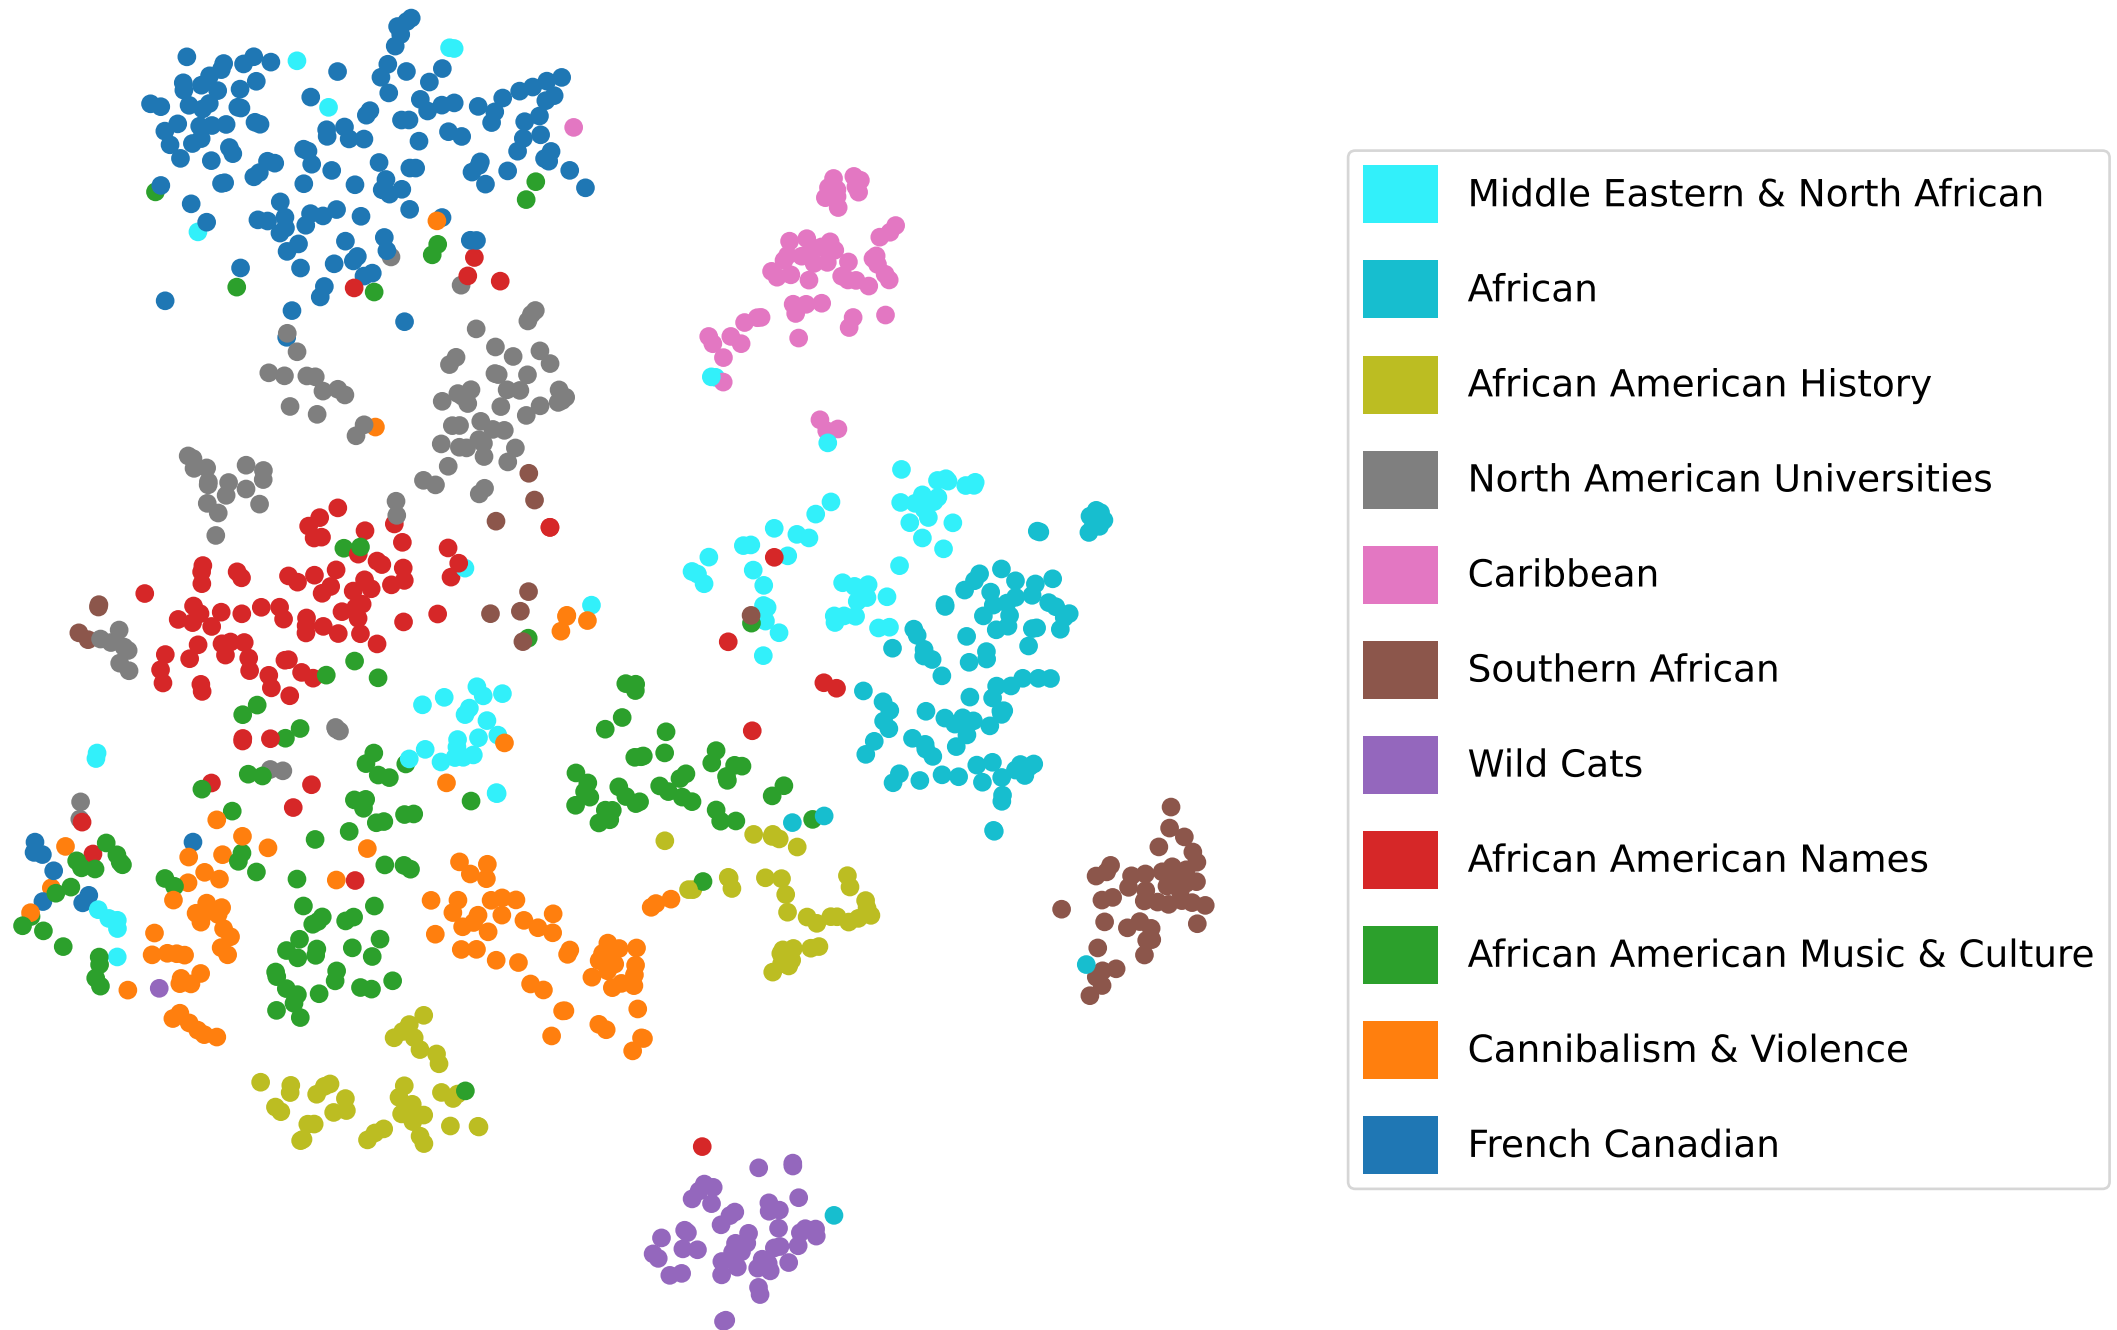 Middle Eastern & North African
African
African American History
North American Universities
Caribbean
Southern African
Wild Cats
African American Names
African American Music & Culture
Cannibalism & Violence
French Canadian